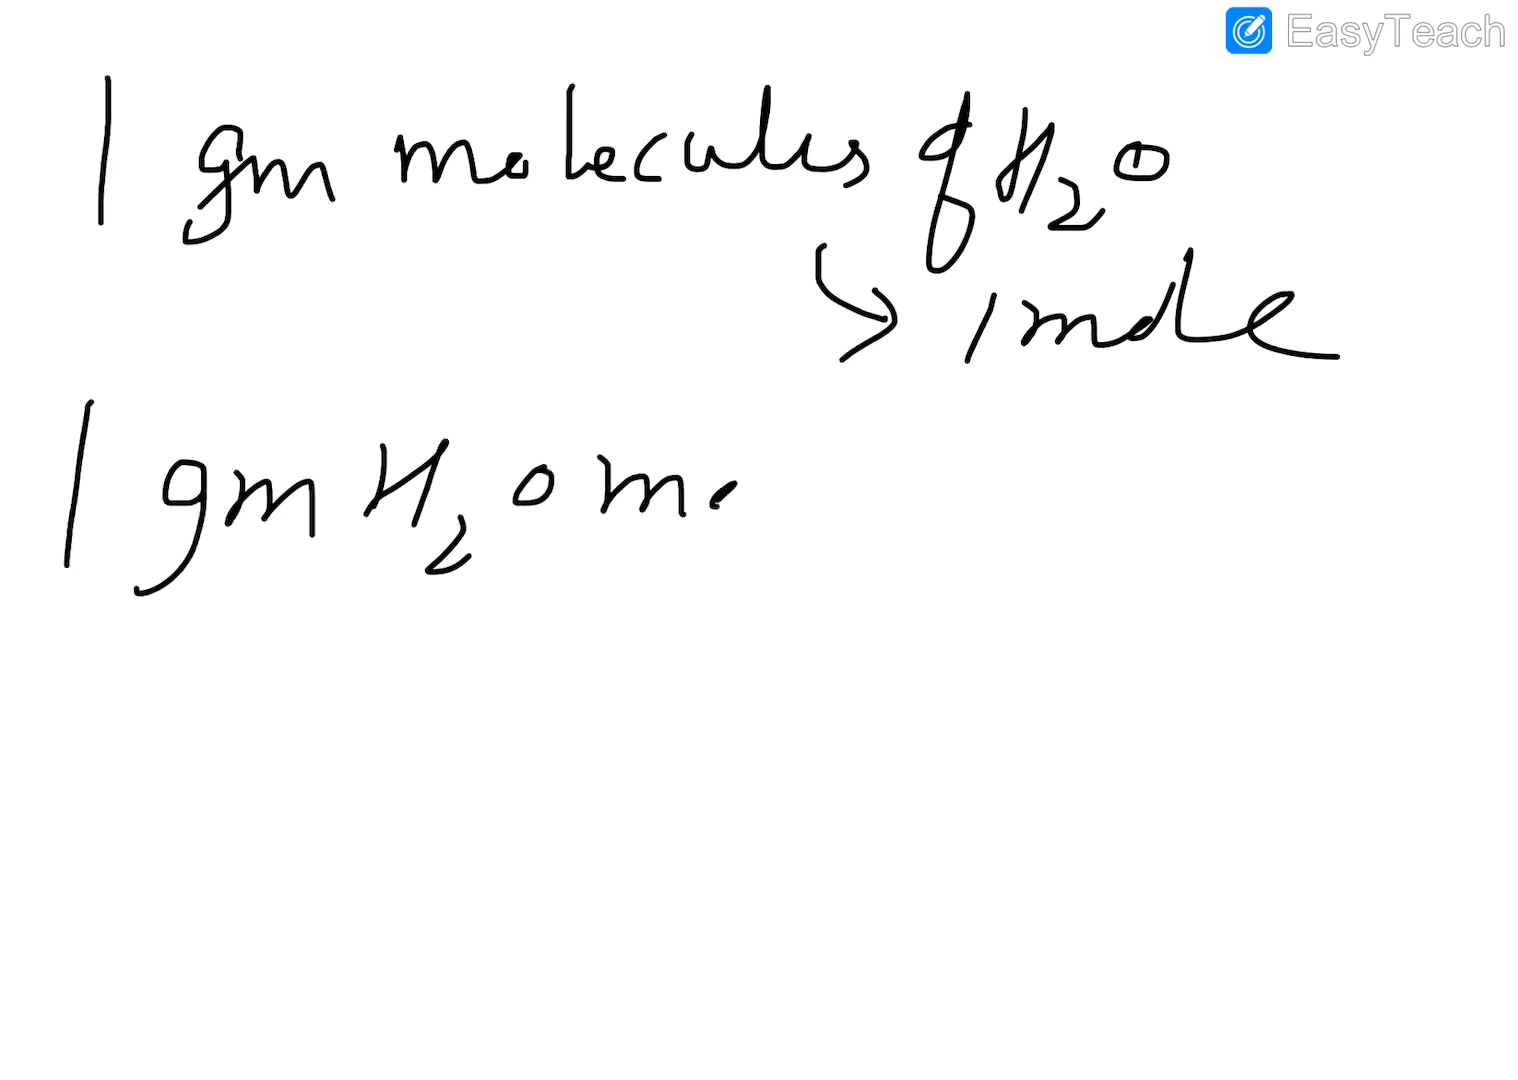 EasyTeach
1 gm molecules of H₂O
→ 1 mole
1 gm H₂O mo